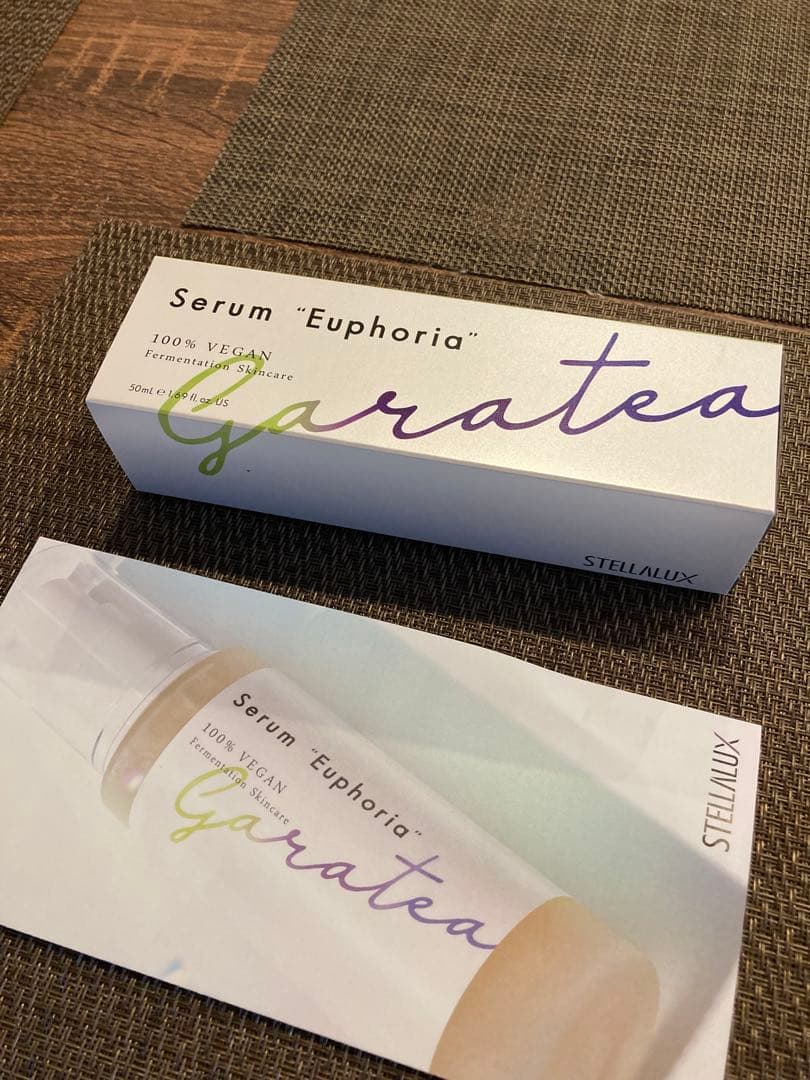 Serum “Euphoria”
100% VEGAN
Fermentation Skincare
50mL ℮ 1.69 fl.oz. US
Garatea
STELLALUX
Serum “Euphoria”
100% VEGAN
Fermentation Skincare
Garatea
STELLALUX